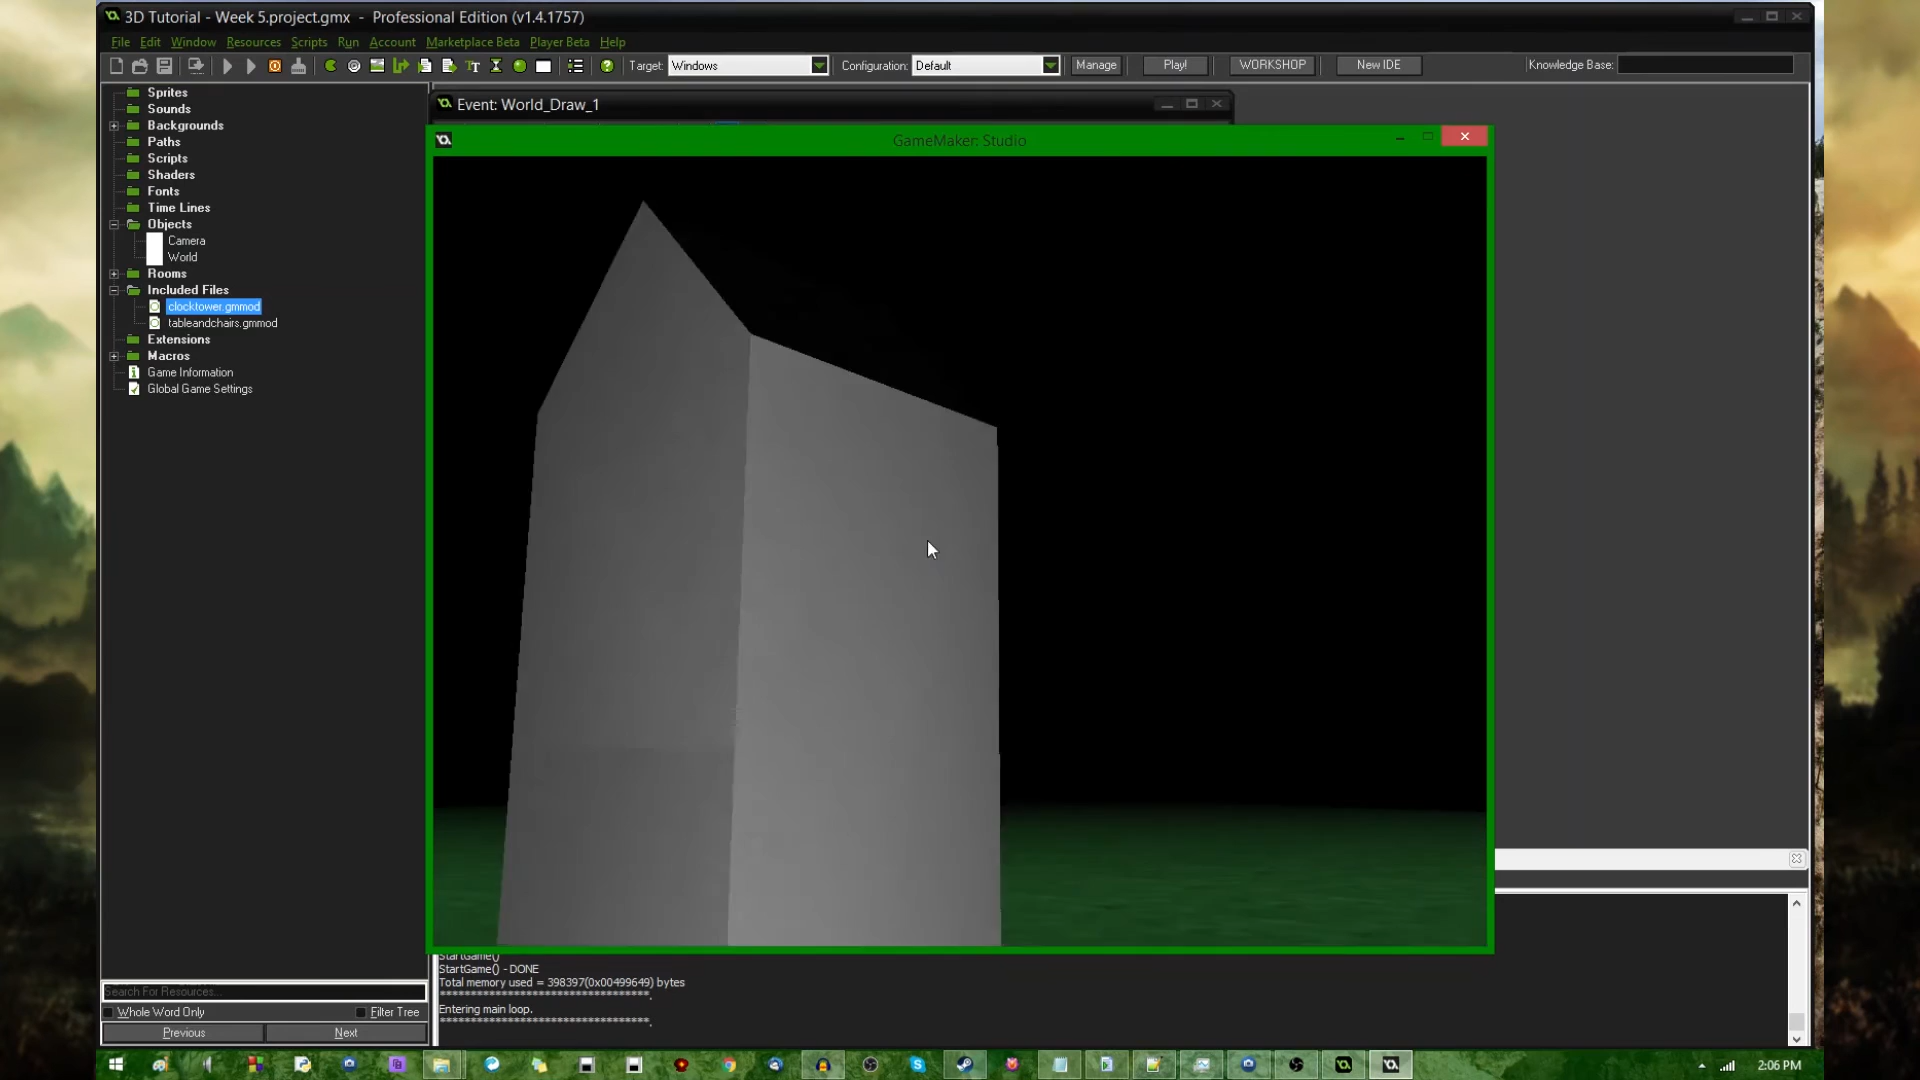 3D Tutorial - Week 5.project.gmx  -  Professional Edition (v1.4.1757)
File Edit Window Resources Scripts Run Account Marketplace Beta Player Beta Help
Target: Windows Configuration: Default Manage Play! WORKSHOP New IDE Knowledge Base:
Sprites
Sounds
Backgrounds
Paths
Scripts
Shaders
Fonts
Time Lines
Objects
Camera
World
Rooms
Included Files
clocktower.gmmod
tableandchairs.gmmod
Extensions
Macros
Game Information
Global Game Settings
Event: World_Draw_1
GameMaker: Studio
StartGame()
StartGame() - DONE
Total memory used = 398397(0x00499649) bytes
**********************************.
Entering main loop.
**********************************.
Search For Resources...
Whole Word Only Filter Tree
Previous Next
2:06 PM